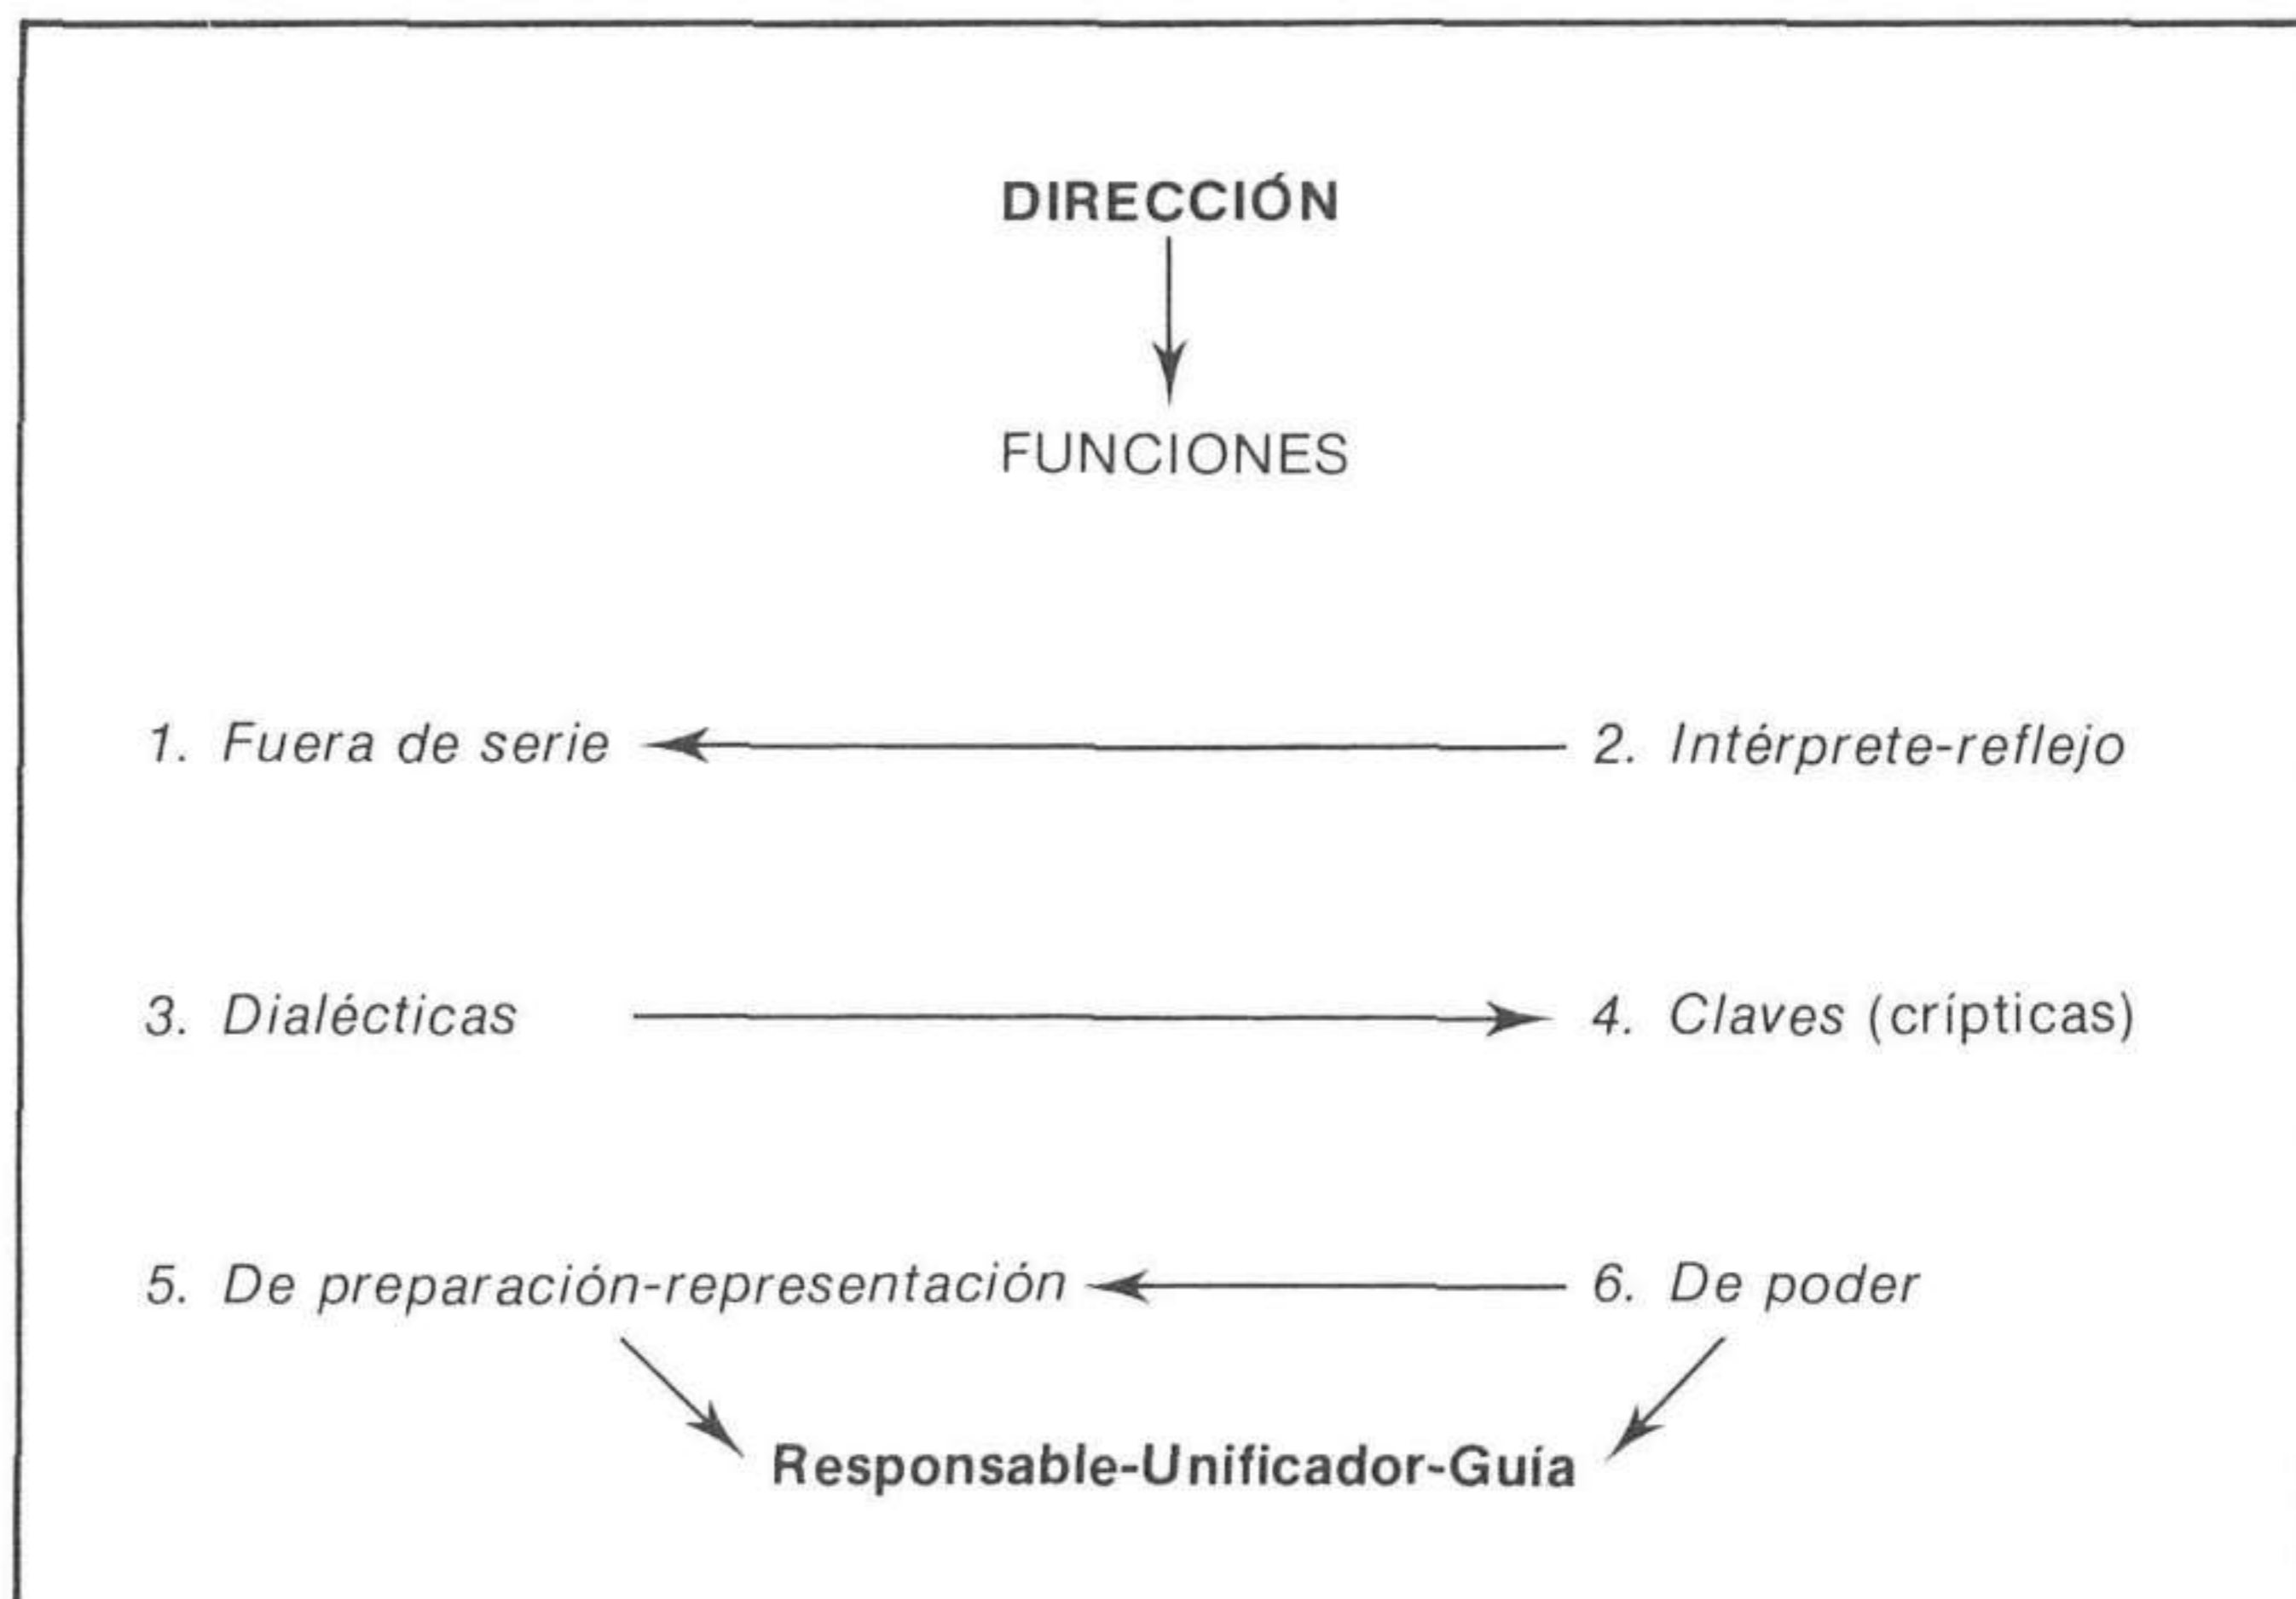 DIRECCIÓN
FUNCIONES
1. Fuera de serie 2. Intérprete-reflejo
3. Dialécticas 4. Claves (crípticas)
5. De preparación-representación 6. De poder
Responsable-Unificador-Guía